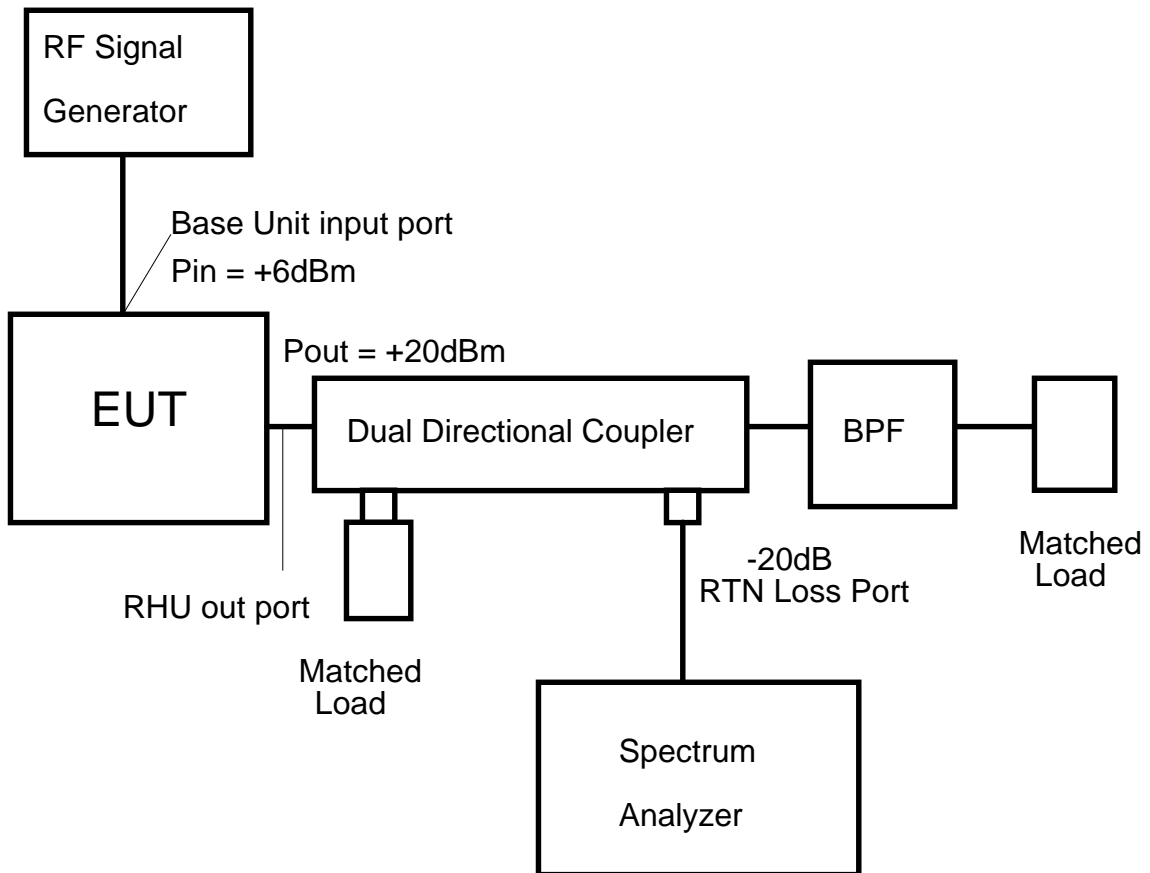 RF Signal
Generator
Base Unit input port
Pin = +6dBm
Pout = +20dBm
EUT
Dual Directional Coupler
BPF
-20dB
RTN Loss Port
Matched
Load
RHU out port
Matched
Load
Spectrum
Analyzer